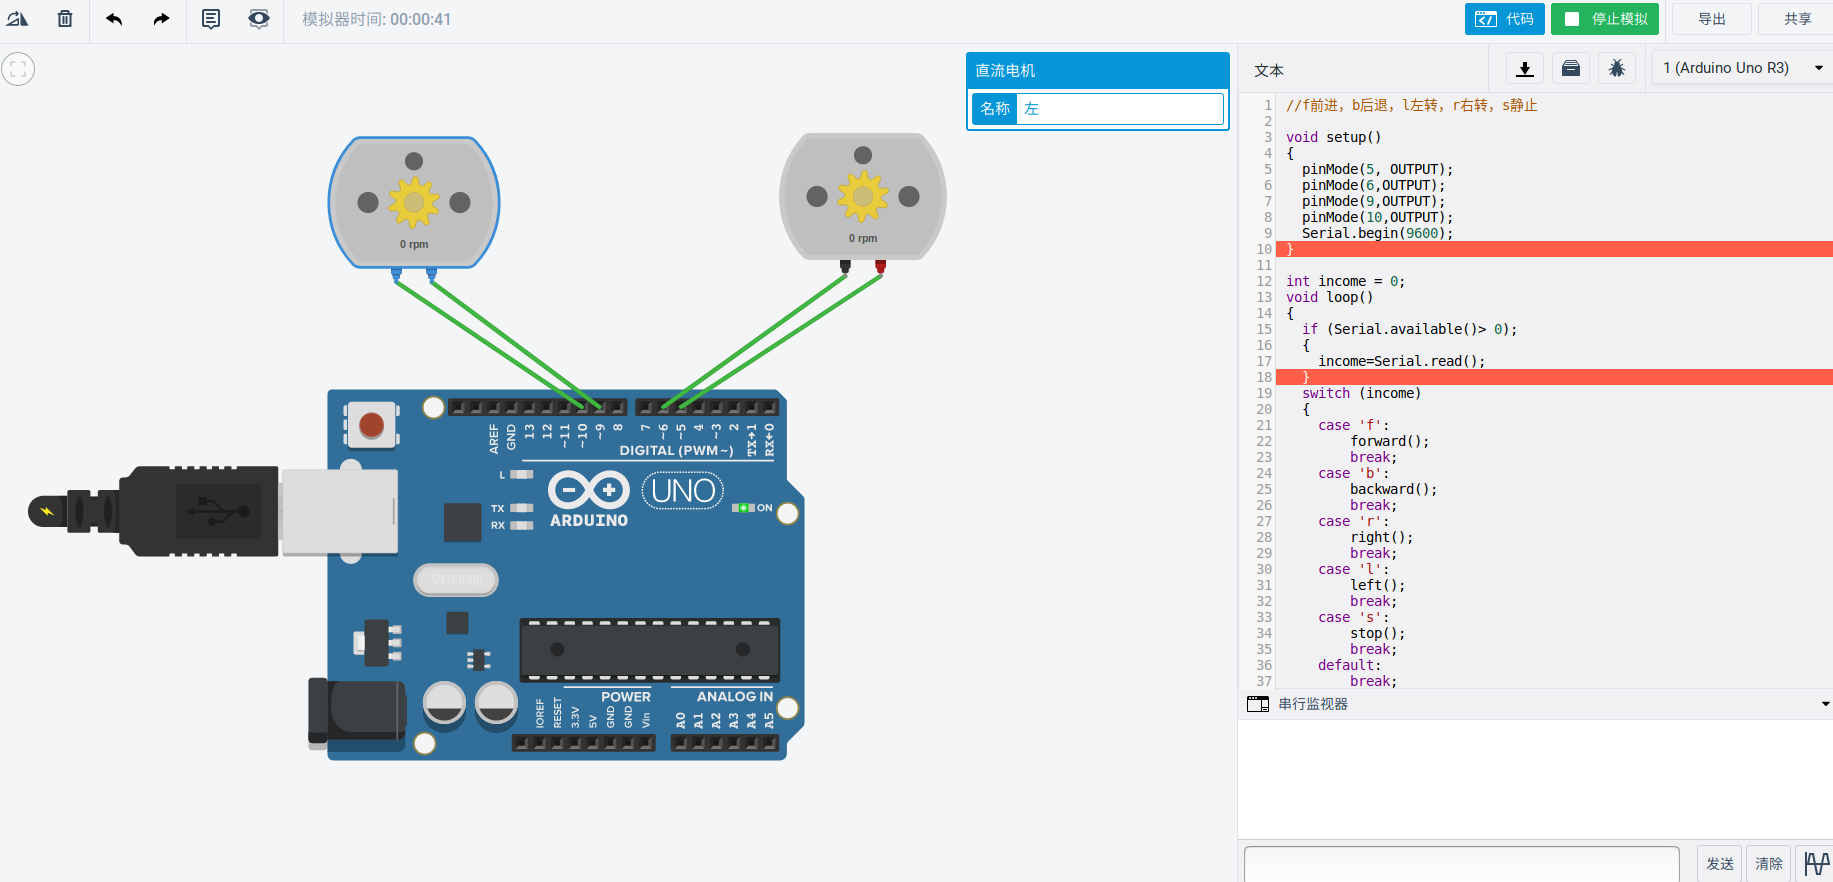 模拟器时间: 00:00:41
代码
停止模拟
导出
共享
直流电机
名称 左
0 rpm
0 rpm
AREF
GND
13
12
~11
~10
~9
8
7
~6
~5
4
~3
2
TX→1
RX←0
DIGITAL (PWM~)
L
TX
RX
ARDUINO
UNO
ON
SPK16.000G
POWER
ANALOG IN
IOREF
RESET
3.3V
5V
GND
GND
Vin
A0
A1
A2
A3
A4
A5
文本
1 (Arduino Uno R3)
1 //f前进，b后退，l左转，r右转，s静止
2
3 void setup()
4 {
5 pinMode(5, OUTPUT);
6 pinMode(6,OUTPUT);
7 pinMode(9,OUTPUT);
8 pinMode(10,OUTPUT);
9 Serial.begin(9600);
10 }
11
12 int income = 0;
13 void loop()
14 {
15 if (Serial.available()> 0);
16 {
17 income=Serial.read();
18 }
19 switch (income)
20 {
21 case 'f':
22 forward();
23 break;
24 case 'b':
25 backward();
26 break;
27 case 'r':
28 right();
29 break;
30 case 'l':
31 left();
32 break;
33 case 's':
34 stop();
35 break;
36 default:
37 break;
串行监视器
发送
清除